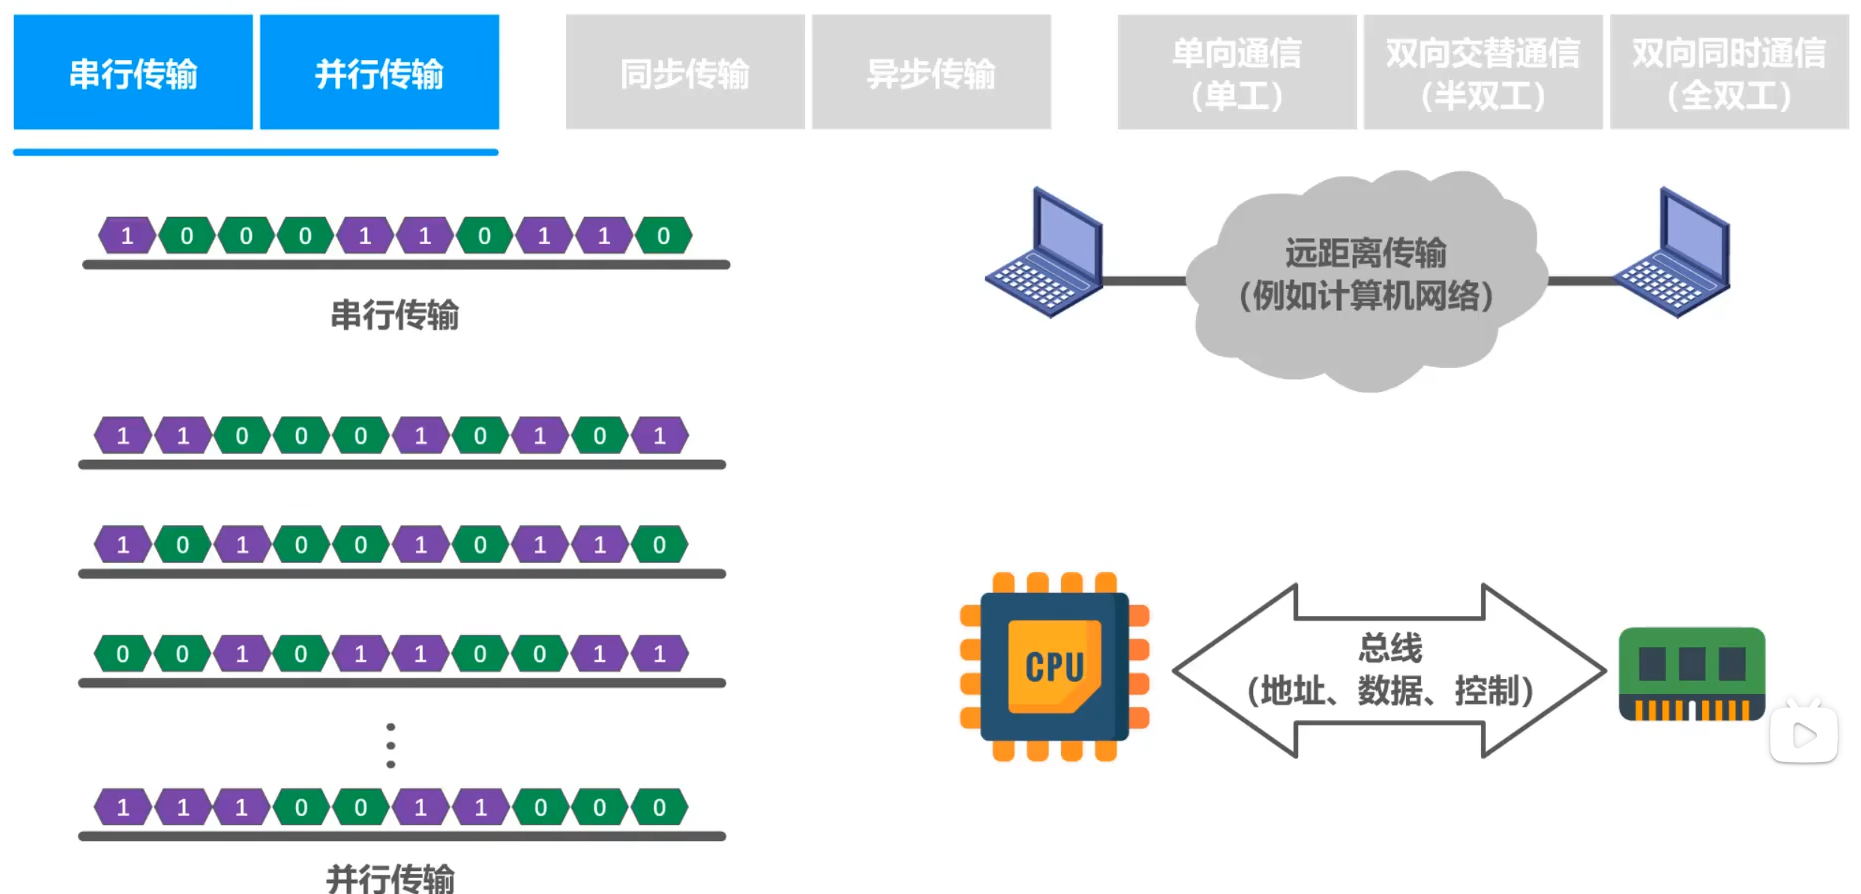 串行传输
并行传输
同步传输
异步传输
单向通信
（单工）
双向交替通信
（半双工）
双向同时通信
（全双工）
1 0 0 0 1 1 0 1 1 0
串行传输
远距离传输
（例如计算机网络）
1 1 0 0 0 1 0 1 0 1
1 0 1 0 0 1 0 1 1 0
0 0 1 0 1 1 0 0 1 1
1 1 1 0 0 1 1 0 0 0
并行传输
CPU
总线
（地址、数据、控制）